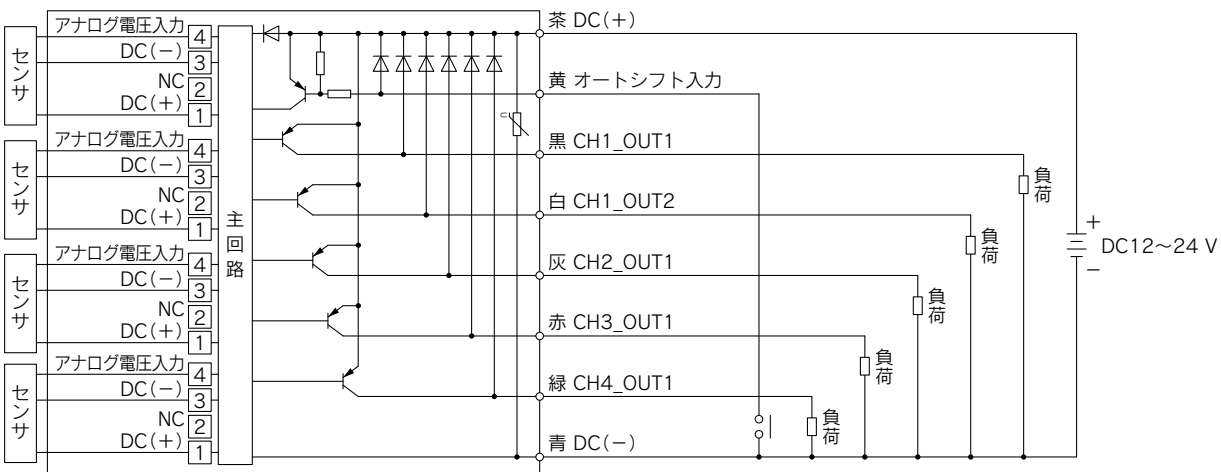 センサ
アナログ電圧入力 4
DC(−) 3
NC 2
DC(+) 1
センサ
アナログ電圧入力 4
DC(−) 3
NC 2
DC(+) 1
センサ
アナログ電圧入力 4
DC(−) 3
NC 2
DC(+) 1
センサ
アナログ電圧入力 4
DC(−) 3
NC 2
DC(+) 1
主回路
茶 DC(+)
黄 オートシフト入力
黒 CH1_OUT1
白 CH1_OUT2
灰 CH2_OUT1
赤 CH3_OUT1
緑 CH4_OUT1
青 DC(−)
負荷
負荷
負荷
負荷
負荷
+
DC12～24 V
−